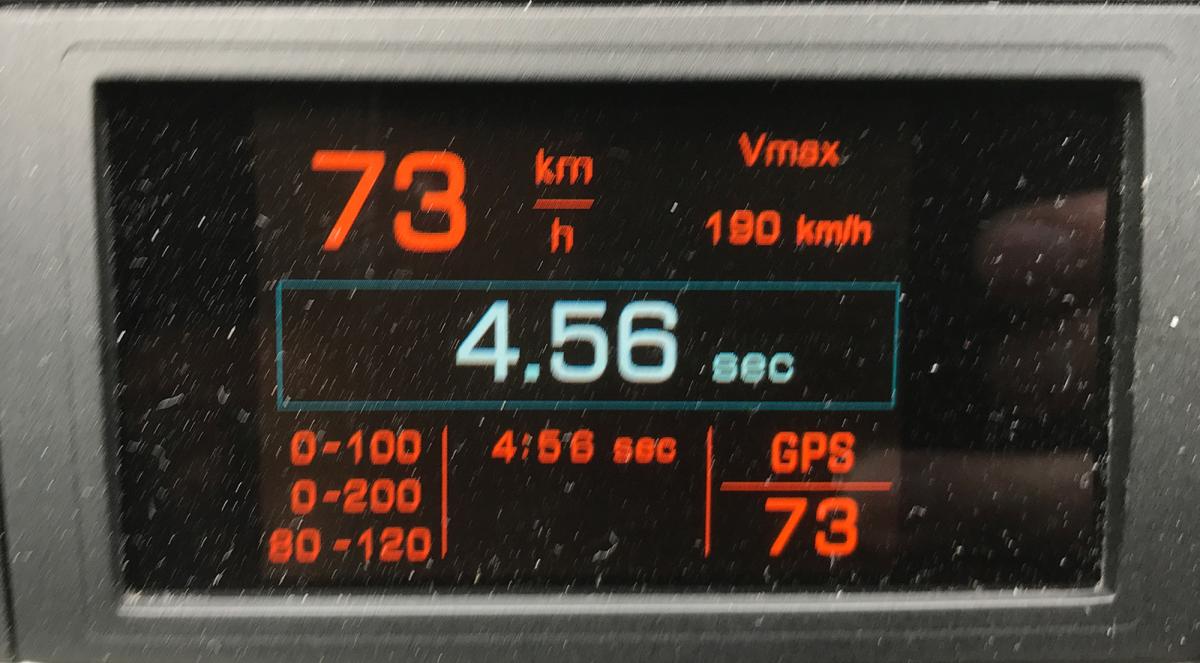 73 km/h Vmax
190 km/h
4.56 sec
0-100 4:56 sec GPS
0-200
80-120 73